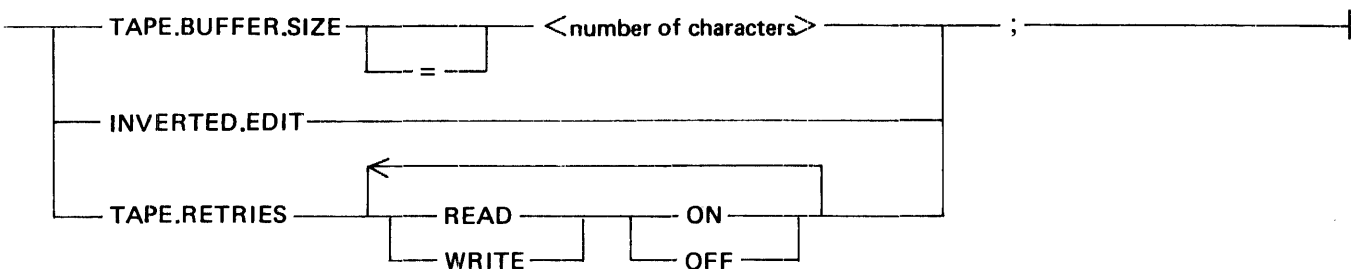 TAPE.BUFFER.SIZE <number of characters> ;
=
INVERTED.EDIT
TAPE.RETRIES READ ON
WRITE OFF